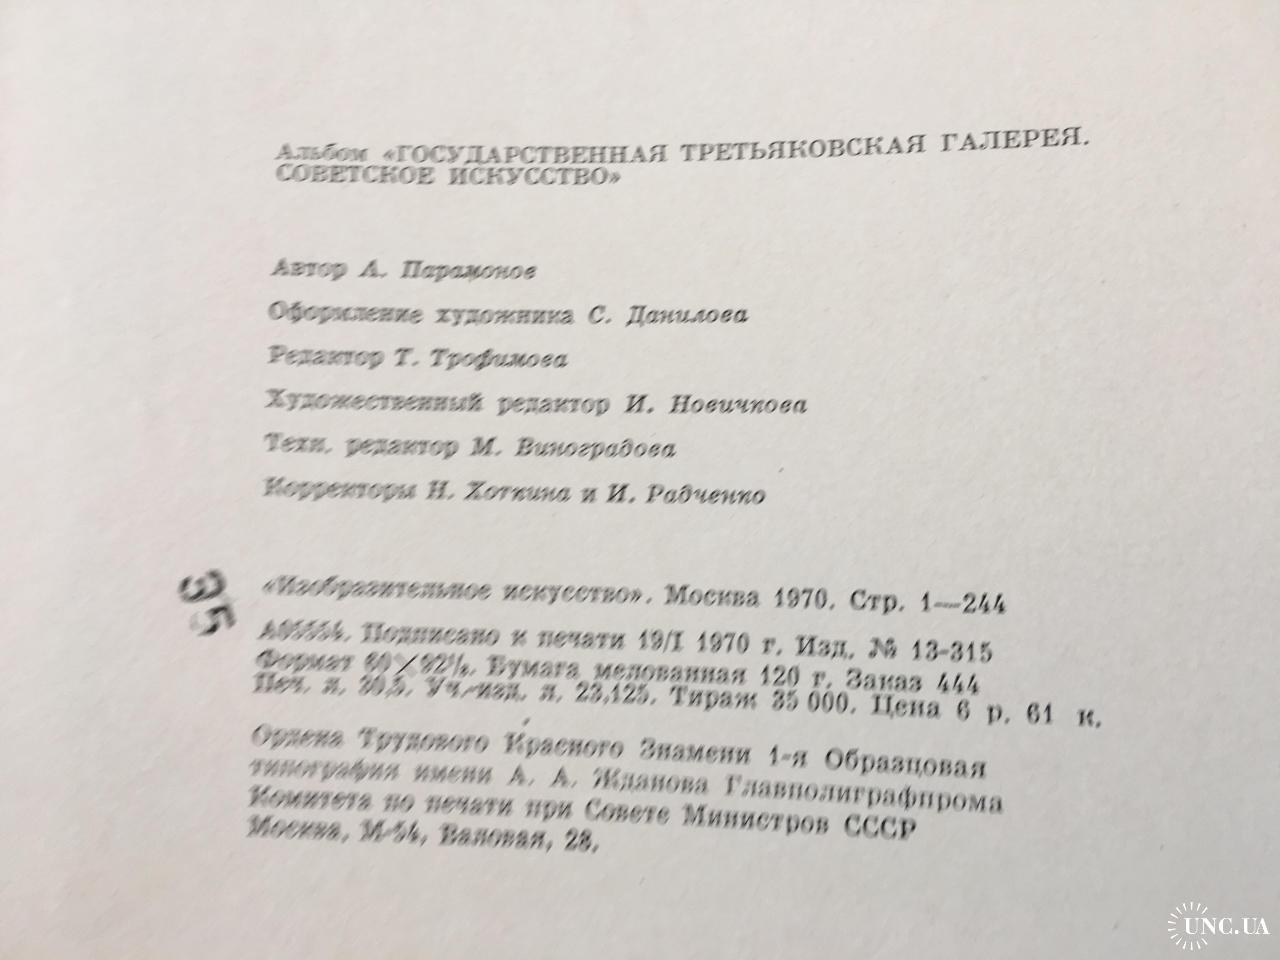 Альбом «ГОСУДАРСТВЕННАЯ ТРЕТЬЯКОВСКАЯ ГАЛЕРЕЯ.
СОВЕТСКОЕ ИСКУССТВО»
Автор А. Парамонов
Оформление художника С. Данилова
Редактор Т. Трофимова
Художественный редактор И. Новичкова
Техн. редактор М. Виноградова
Корректоры Н. Хоткина и И. Радченко
35
«Изобразительное искусство». Москва 1970. Стр. 1—244
Подписано к печати 19/I 1970 г. Изд. № 13-315
Формат Бумага мелованная 120 г. Заказ 444
Печ. л. 30,5. Уч.-изд. л. 23,125. Тираж 35 000. Цена 6 р. 61 к.
Ордена Трудового Красного Знамени 1-я Образцовая
типография имени А. А. Жданова Главполиграфпрома
Комитета по печати при Совете Министров СССР
Москва, М-54, Валовая, 28.
UNC.UA